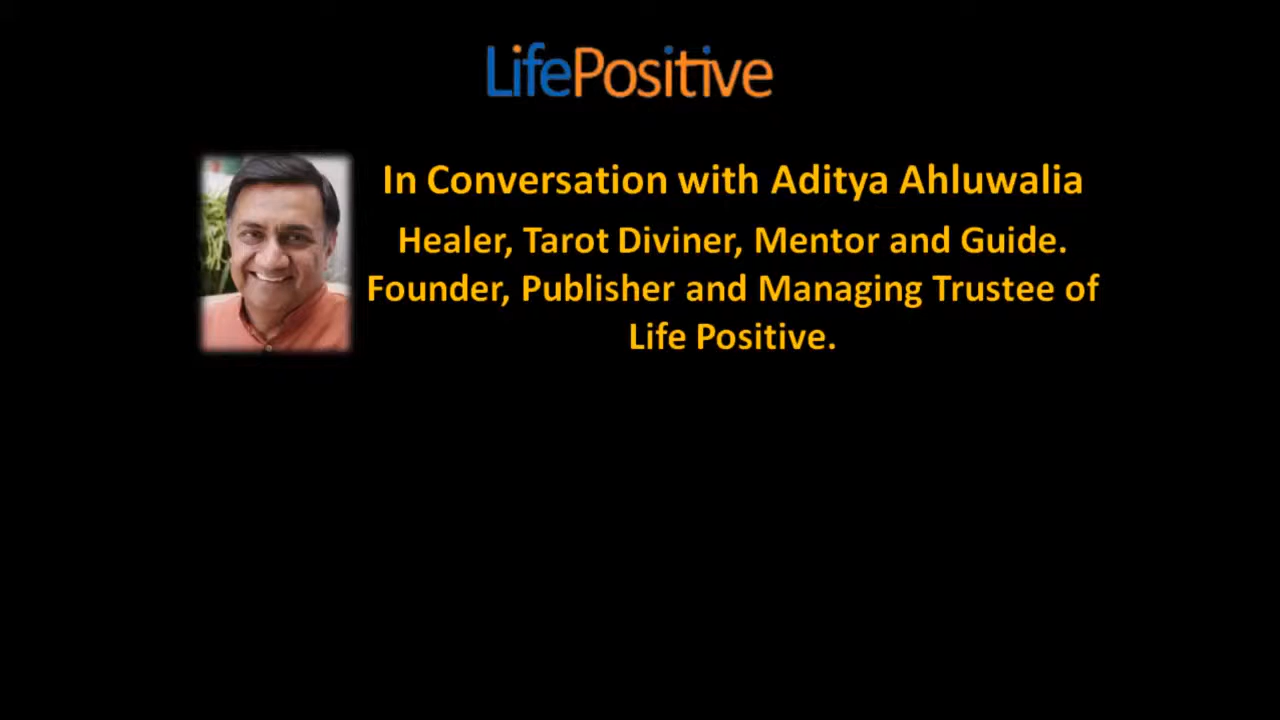 LifePositive
In Conversation with Aditya Ahluwalia
Healer, Tarot Diviner, Mentor and Guide.
Founder, Publisher and Managing Trustee of
Life Positive.